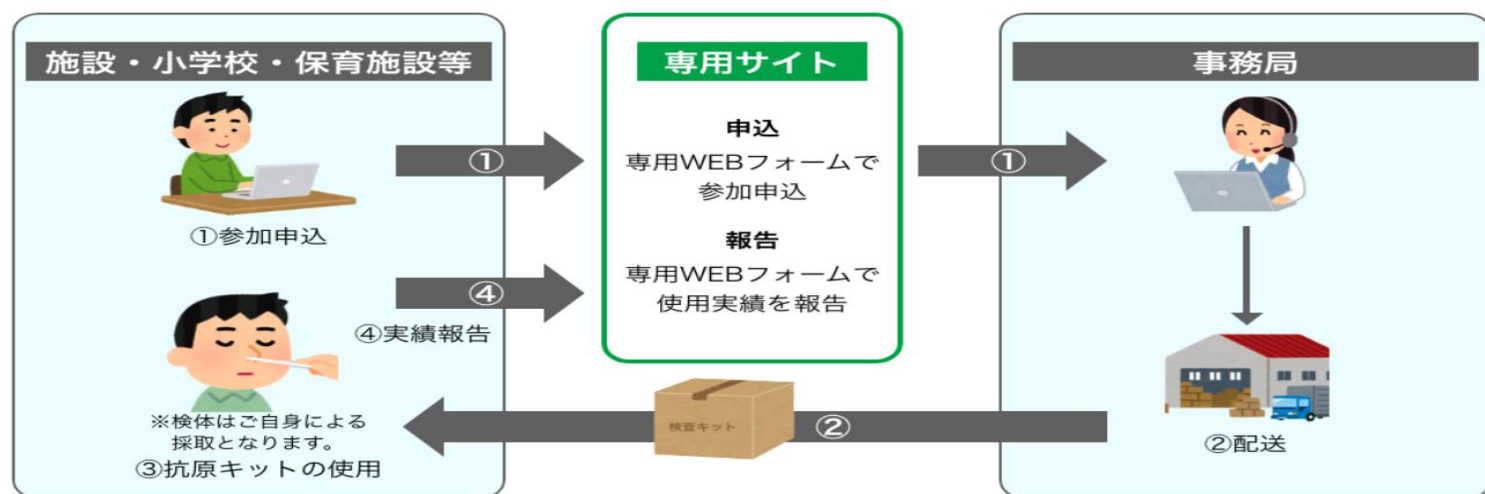 施設・小学校・保育施設等
①
①参加申込
④
④実績報告
※検体はご自身による
採取となります。
③抗原キットの使用
専用サイト
申込
専用WEBフォームで
参加申込
報告
専用WEBフォームで
使用実績を報告
①
検査キット
②
事務局
②配送